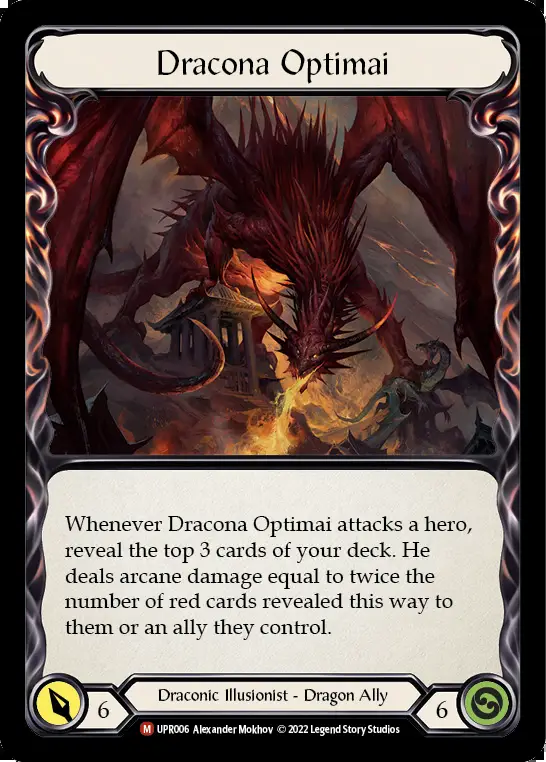 Dracona Optimai
Whenever Dracona Optimai attacks a hero,
reveal the top 3 cards of your deck. He
deals arcane damage equal to twice the
number of red cards revealed this way to
them or an ally they control.
6
Draconic Illusionist - Dragon Ally
6
M UPR006 Alexander Mokhov © 2022 Legend Story Studios